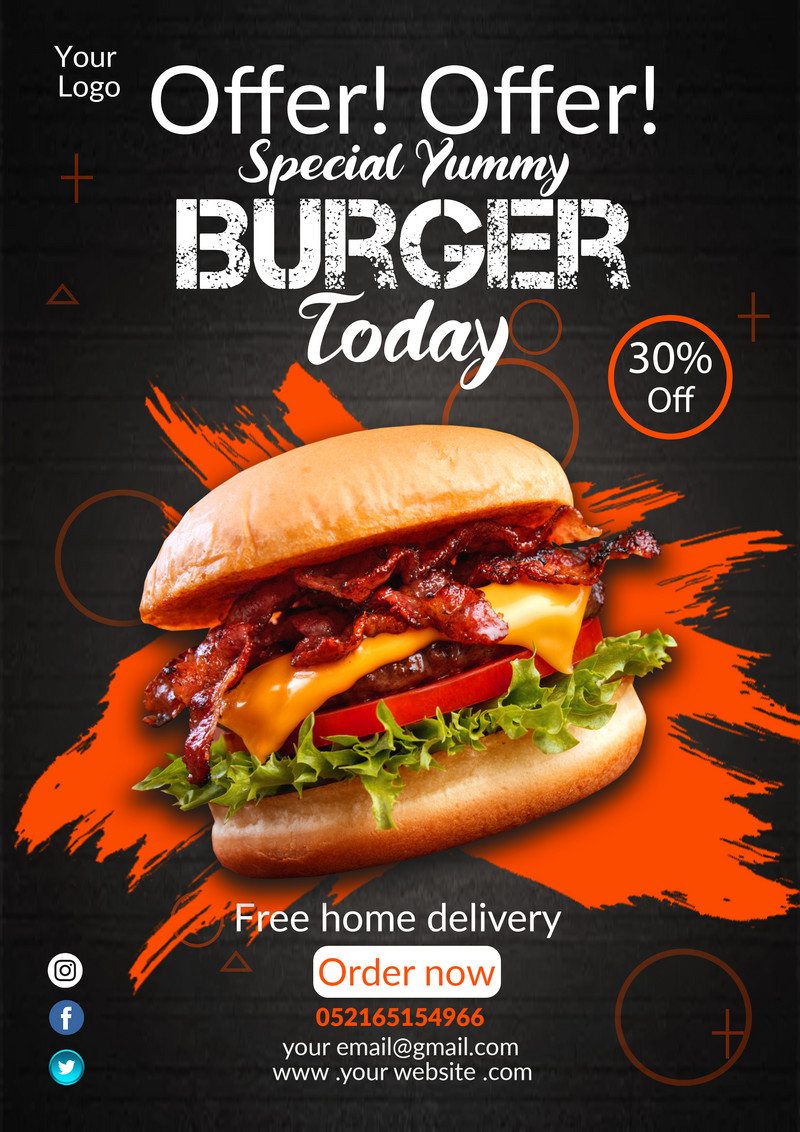 Your
Logo
Offer! Offer!
Special Yummy
BURGER
Today
30%
Off
Free home delivery
Order now
052165154966
your email@gmail.com
www .your website .com